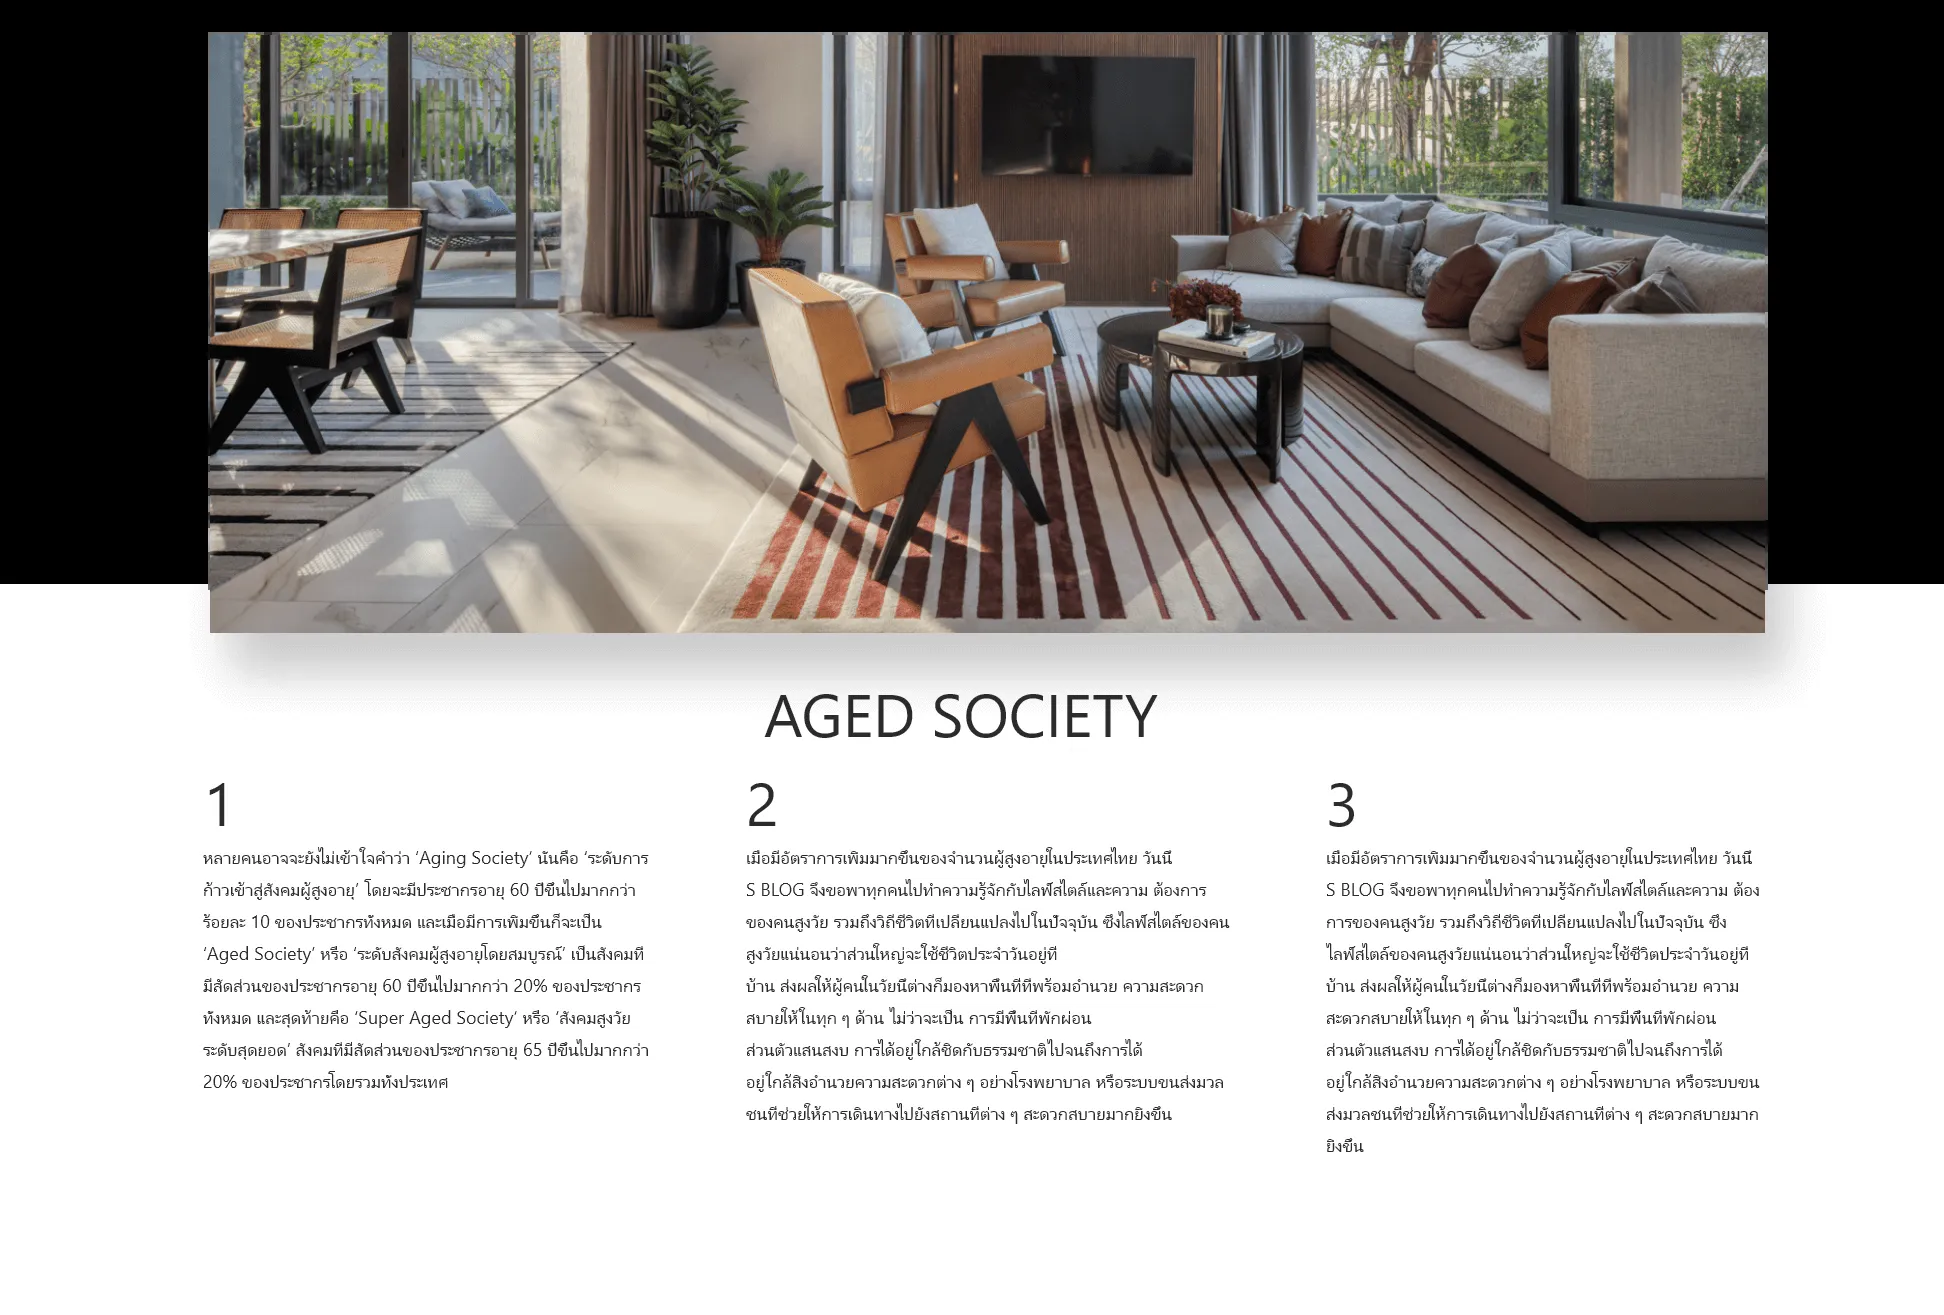 AGED SOCIETY
1
หลายคนอาจจะยังไม่เข้าใจคำว่า ‘Aging Society’ นั่นคือ ‘ระดับการ
ก้าวเข้าสู่สังคมผู้สูงอายุ’ โดยจะมีประชากรอายุ 60 ปีขึ้นไปมากกว่า
ร้อยละ 10 ของประชากรทั้งหมด และเมื่อมีการเพิ่มขึ้นก็จะเป็น
‘Aged Society’ หรือ ‘ระดับสังคมผู้สูงอายุโดยสมบูรณ์’ เป็นสังคมที่
มีสัดส่วนของประชากรอายุ 60 ปีขึ้นไปมากกว่า 20% ของประชากร
ทั้งหมด และสุดท้ายคือ ‘Super Aged Society‘ หรือ ‘สังคมสูงวัย
ระดับสุดยอด’ สังคมที่มีสัดส่วนของประชากรอายุ 65 ปีขึ้นไปมากกว่า
20% ของประชากรโดยรวมทั้งประเทศ
2
เมื่อมีอัตราการเพิ่มมากขึ้นของจำนวนผู้สูงอายุในประเทศไทย วันนี้
S BLOG จึงขอพาทุกคนไปทำความรู้จักกับไลฟ์สไตล์และความ ต้องการ
ของคนสูงวัย รวมถึงวิถีชีวิตที่เปลี่ยนแปลงไปในปัจจุบัน ซึ่งไลฟ์สไตล์ของคน
สูงวัยแน่นอนว่าส่วนใหญ่จะใช้ชีวิตประจำวันอยู่ที่
บ้าน ส่งผลให้ผู้คนในวัยนี้ต่างก็มองหาพื้นที่ที่พร้อมอำนวย ความสะดวก
สบายให้ในทุก ๆ ด้าน ไม่ว่าจะเป็น การมีพื้นที่พักผ่อน
ส่วนตัวแสนสงบ การได้อยู่ใกล้ชิดกับธรรมชาติไปจนถึงการได้
อยู่ใกล้สิ่งอำนวยความสะดวกต่าง ๆ อย่างโรงพยาบาล หรือระบบขนส่งมวล
ชนที่ช่วยให้การเดินทางไปยังสถานที่ต่าง ๆ สะดวกสบายมากยิ่งขึ้น
3
เมื่อมีอัตราการเพิ่มมากขึ้นของจำนวนผู้สูงอายุในประเทศไทย วันนี้
S BLOG จึงขอพาทุกคนไปทำความรู้จักกับไลฟ์สไตล์และความ ต้อง
การของคนสูงวัย รวมถึงวิถีชีวิตที่เปลี่ยนแปลงไปในปัจจุบัน ซึ่ง
ไลฟ์สไตล์ของคนสูงวัยแน่นอนว่าส่วนใหญ่จะใช้ชีวิตประจำวันอยู่ที่
บ้าน ส่งผลให้ผู้คนในวัยนี้ต่างก็มองหาพื้นที่ที่พร้อมอำนวย ความ
สะดวกสบายให้ในทุก ๆ ด้าน ไม่ว่าจะเป็น การมีพื้นที่พักผ่อน
ส่วนตัวแสนสงบ การได้อยู่ใกล้ชิดกับธรรมชาติไปจนถึงการได้
อยู่ใกล้สิ่งอำนวยความสะดวกต่าง ๆ อย่างโรงพยาบาล หรือระบบขน
ส่งมวลชนที่ช่วยให้การเดินทางไปยังสถานที่ต่าง ๆ สะดวกสบายมาก
ยิ่งขึ้น